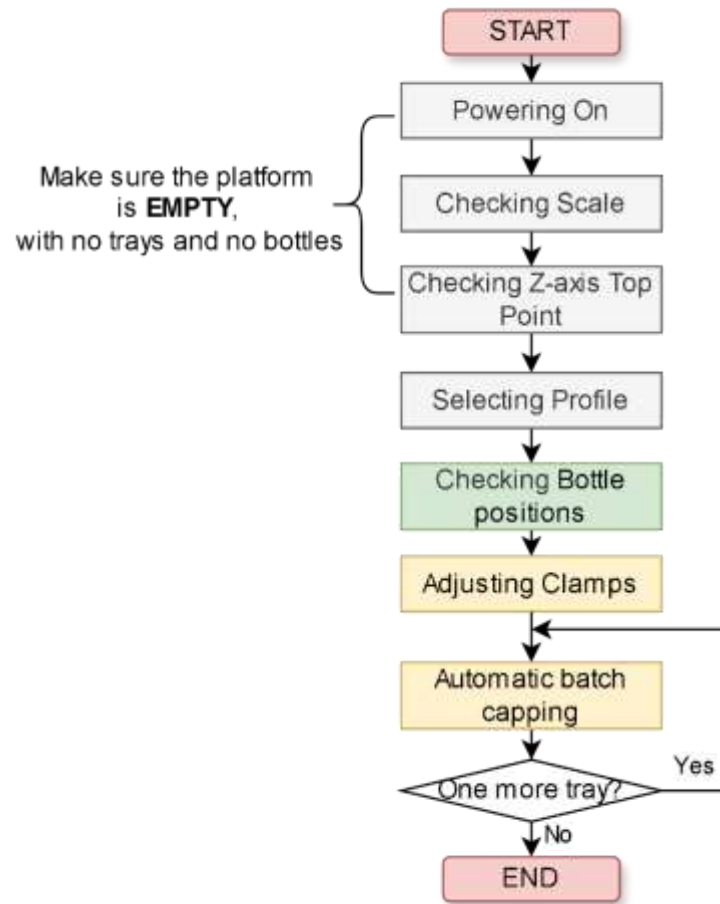 START
Powering On
Make sure the platform
is EMPTY,
with no trays and no bottles
Checking Scale
Checking Z-axis Top
Point
Selecting Profile
Checking Bottle
positions
Adjusting Clamps
Automatic batch
capping
One more tray?
Yes
No
END